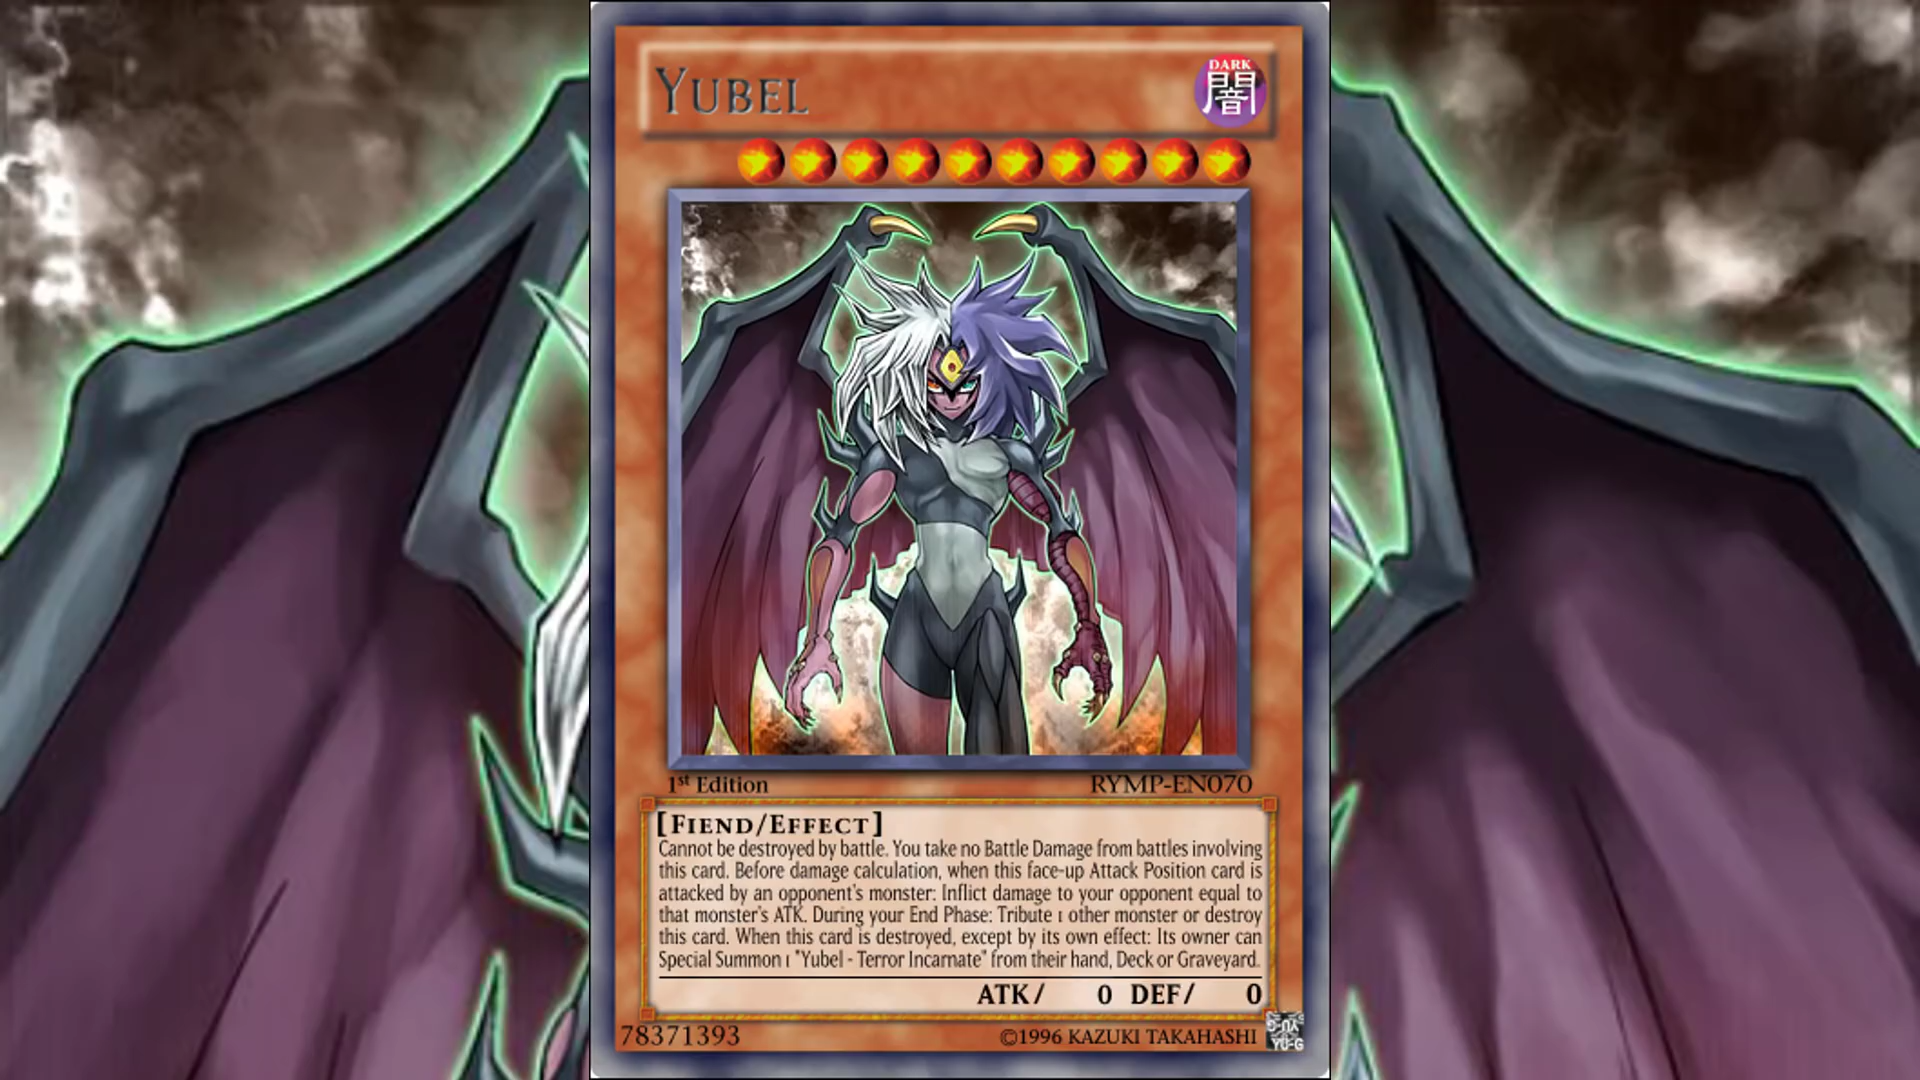 YUBEL
DARK
闇
1st Edition
RYMP-EN070
[FIEND/EFFECT]
Cannot be destroyed by battle. You take no Battle Damage from battles involving
this card. Before damage calculation, when this face-up Attack Position card is
attacked by an opponent's monster: Inflict damage to your opponent equal to
that monster's ATK. During your End Phase: Tribute 1 other monster or destroy
this card. When this card is destroyed, except by its own effect: Its owner can
Special Summon 1 "Yubel - Terror Incarnate" from their hand, Deck or Graveyard.
ATK/ 0 DEF/ 0
78371393
©1996 KAZUKI TAKAHASHI